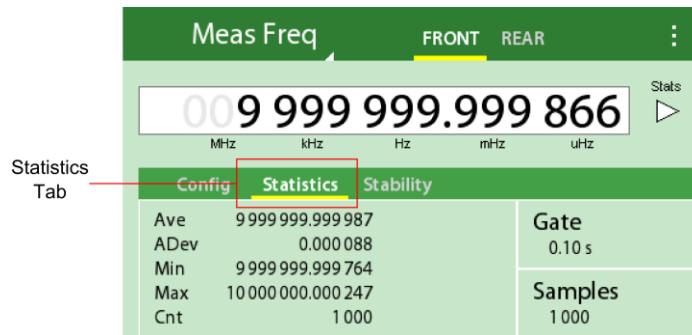 Meas Freq FRONT REAR
Stats
009 999 999.999 866
MHz kHz Hz mHz uHz
Statistics
Tab
Config Statistics Stability
Ave 9 999 999.999 987
ADev 0.000 088
Min 9 999 999.999 764
Max 10 000 000.000 247
Cnt 1 000
Gate
0.10 s
Samples
1 000